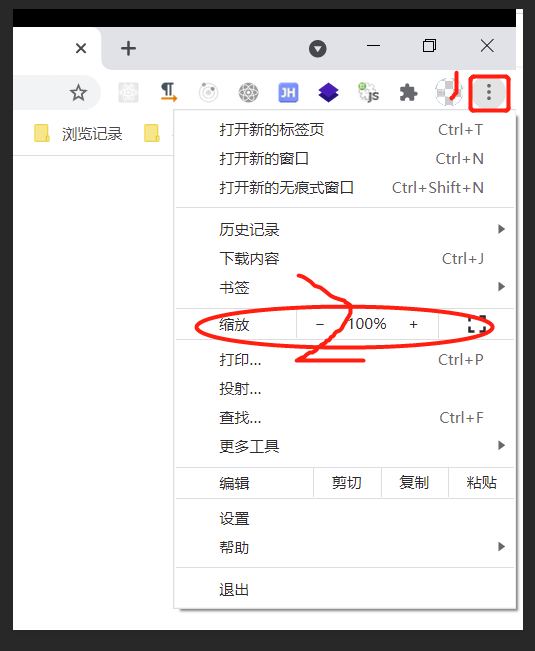 JH
JS
浏览记录
打开新的标签页 Ctrl+T
打开新的窗口 Ctrl+N
打开新的无痕式窗口 Ctrl+Shift+N
历史记录
下载内容 Ctrl+J
书签
缩放 − 100% +
打印... Ctrl+P
投射...
查找... Ctrl+F
更多工具
编辑 剪切 复制 粘贴
设置
帮助
退出
1
2